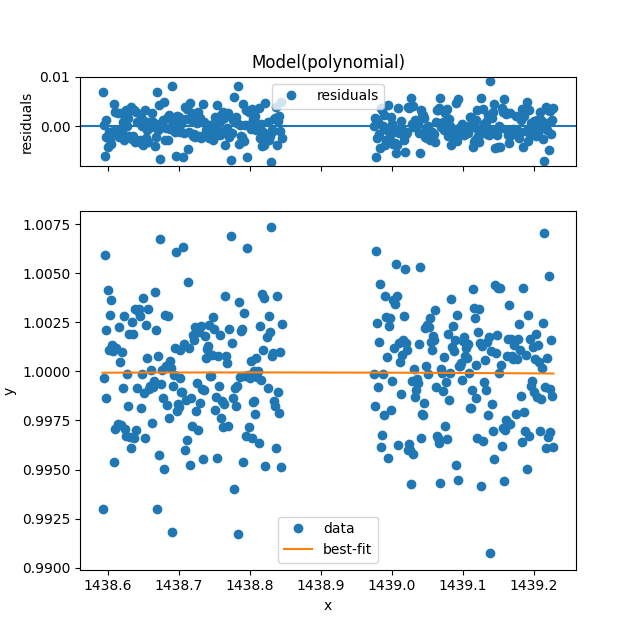 Model(polynomial)
0.01
0.00
residuals
residuals
1.0075
1.0050
1.0025
1.0000
0.9975
0.9950
0.9925
0.9900
y
data
best-fit
1438.6 1438.7 1438.8 1438.9 1439.0 1439.1 1439.2
x